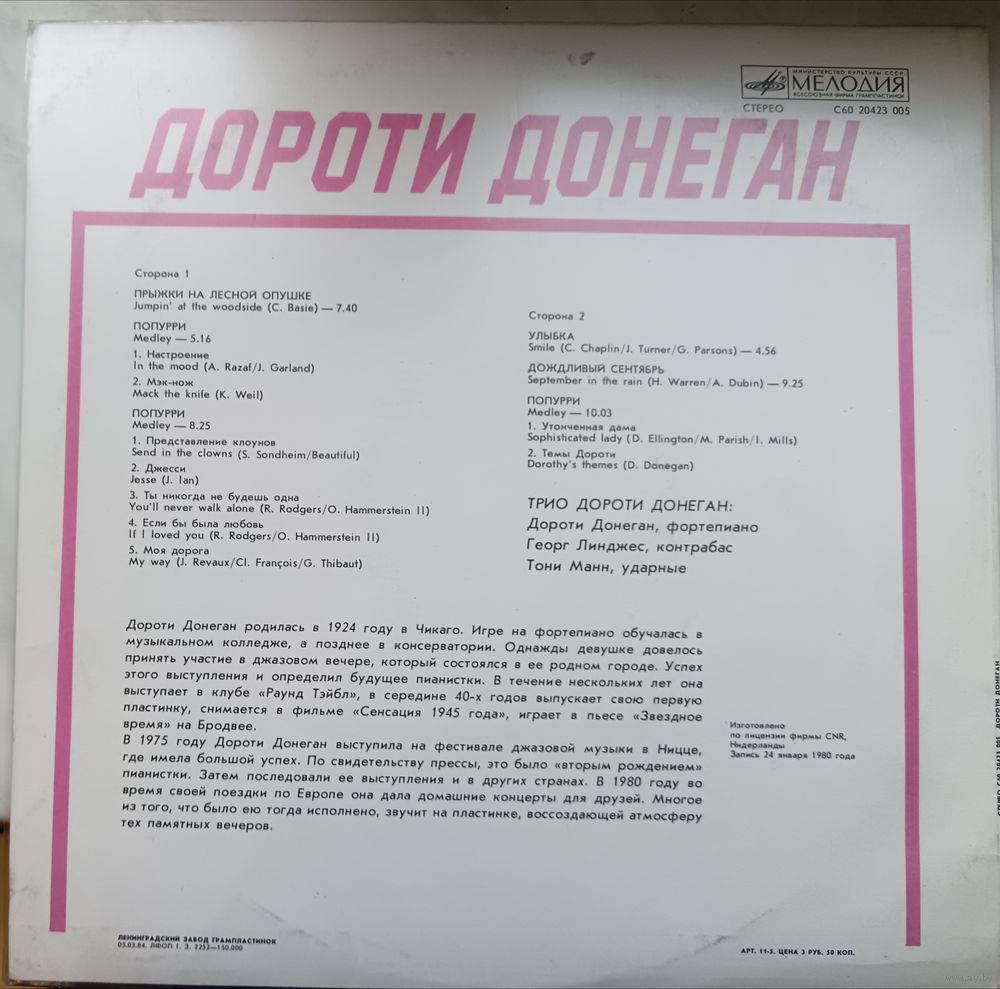 МИНИСТЕРСТВО КУЛЬТУРЫ СССР
МЕЛОДИЯ
ВСЕСОЮЗНАЯ ФИРМА ГРАМПЛАСТИНОК
СТЕРЕО С60 20423 005
ДОРОТИ ДОНЕГАН
Сторона 1
ПРЫЖКИ НА ЛЕСНОЙ ОПУШКЕ
Jumpin' at the woodside (C. Basie) — 7.40
ПОПУРРИ
Medley — 5.16
1. Настроение
In the mood (A. Razaf/J. Garland)
2. Мэк-нож
Mack the knife (K. Weil)
ПОПУРРИ
Medley — 8.25
1. Представление клоунов
Send in the clowns (S. Sondheim/Beautiful)
2. Джесси
Jesse (J. Ian)
3. Ты никогда не будешь одна
You'll never walk alone (R. Rodgers/O. Hammerstein II)
4. Если бы была любовь
If I loved you (R. Rodgers/O. Hammerstein II)
5. Моя дорога
My way (J. Revaux/Cl. François/G. Thibaut)
Сторона 2
УЛЫБКА
Smile (C. Chaplin/J. Turner/G. Parsons) — 4.56
ДОЖДЛИВЫЙ СЕНТЯБРЬ
September in the rain (H. Warren/A. Dubin) — 9.25
ПОПУРРИ
Medley — 10.03
1. Утонченная дама
Sophisticated lady (D. Ellington/M. Parish/I. Mills)
2. Темы Дороти
Dorothy's themes (D. Donegan)
ТРИО ДОРОТИ ДОНЕГАН:
Дороти Донеган, фортепиано
Георг Линджес, контрабас
Тони Манн, ударные
Дороти Донеган родилась в 1924 году в Чикаго. Игре на фортепиано обучалась в
музыкальном колледже, а позднее в консерватории. Однажды девушке довелось
принять участие в джазовом вечере, который состоялся в ее родном городе. Успех
этого выступления и определил будущее пианистки. В течение нескольких лет она
выступает в клубе «Раунд Тэйбл», в середине 40-х годов выпускает свою первую
пластинку, снимается в фильме «Сенсация 1945 года», играет в пьесе «Звездное
время» на Бродвее.
В 1975 году Дороти Донеган выступила на фестивале джазовой музыки в Ницце,
где имела большой успех. По свидетельству прессы, это было «вторым рождением»
пианистки. Затем последовали ее выступления и в других странах. В 1980 году во
время своей поездки по Европе она дала домашние концерты для друзей. Многое
из того, что было ею тогда исполнено, звучит на пластинке, воссоздающей атмосферу
тех памятных вечеров.
Изготовлено
по лицензии фирмы CNR,
Нидерланды
Запись 24 января 1980 года
ЛЕНИНГРАДСКИЙ ЗАВОД ГРАМПЛАСТИНОК
05.03.84. ЛФОП 1. З. 2253—150.000
АРТ. 11-5. ЦЕНА 3 РУБ. 50 КОП.
СТЕРЕО С60 20423 005 ДОРОТИ ДОНЕГАН